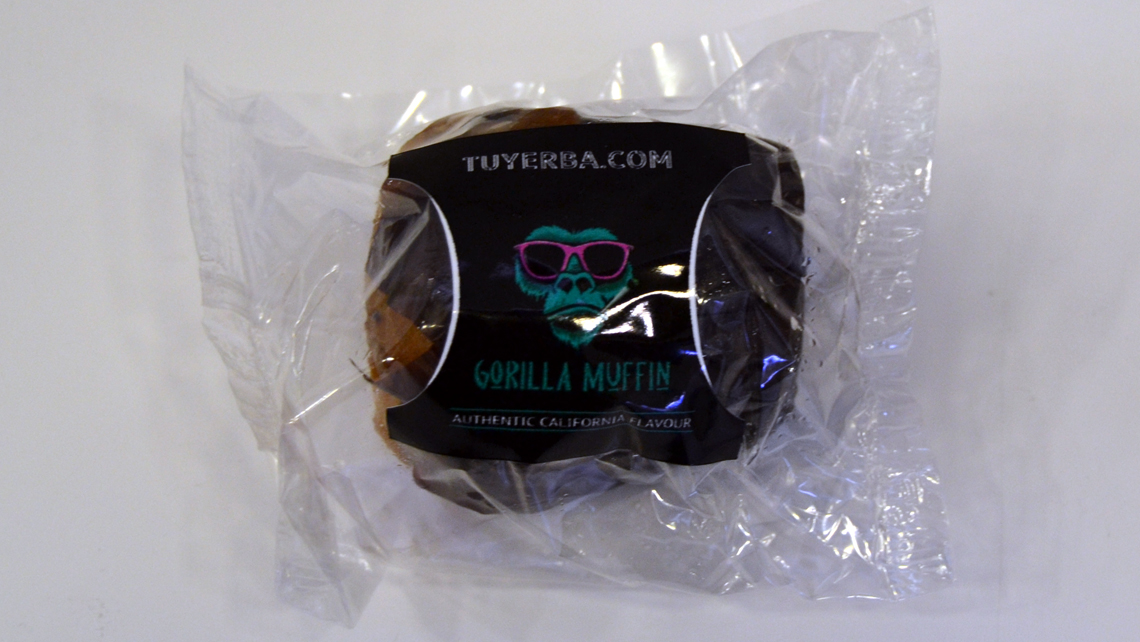 TUYERBA.COM
GORILLA MUFFIN
AUTHENTIC CALIFORNIA FLAVOUR